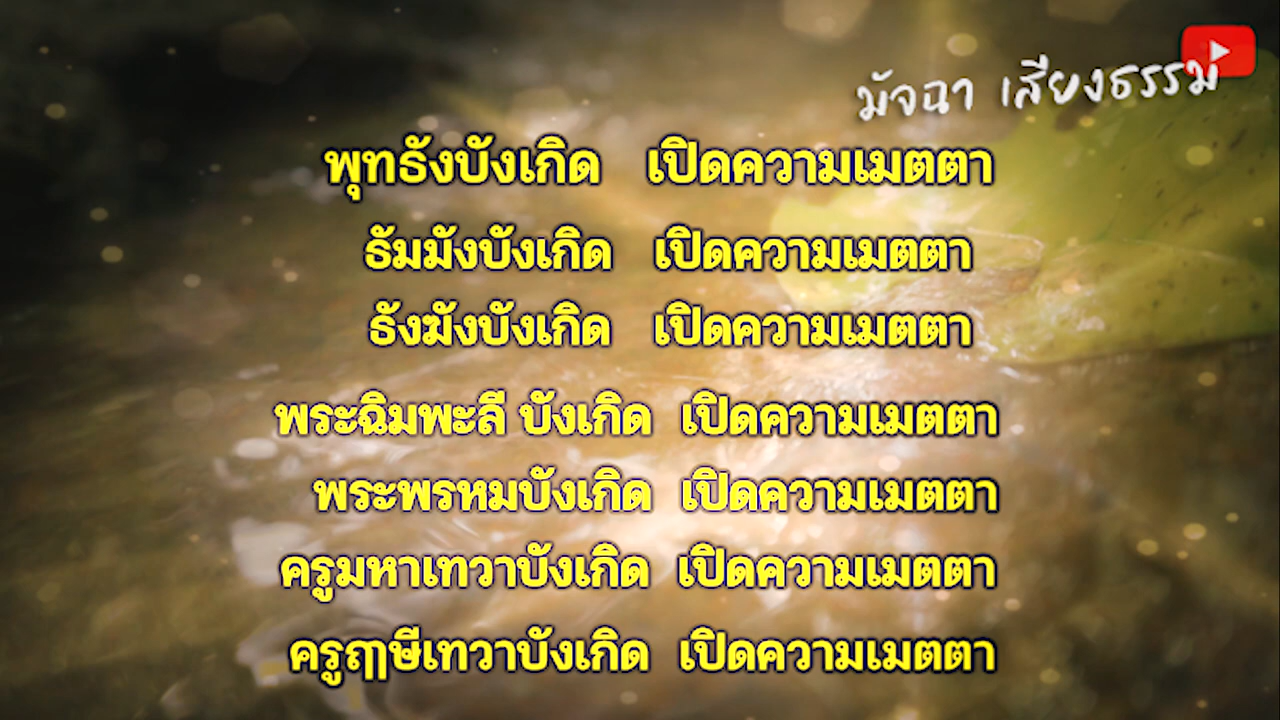 มัจฉา เสียงธรรม
พุทธังบังเกิด เปิดความเมตตา
ธัมมังบังเกิด เปิดความเมตตา
ธังฆังบังเกิด เปิดความเมตตา
พระฉิมพะลี บังเกิด เปิดความเมตตา
พระพรหมบังเกิด เปิดความเมตตา
ครูมหาเทวาบังเกิด เปิดความเมตตา
ครูฤๅษีเทวาบังเกิด เปิดความเมตตา